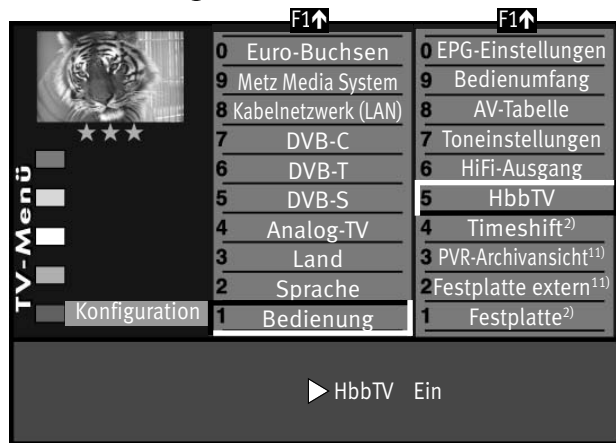 F1↑
F1↑
0 Euro-Buchsen
9 Metz Media System
8 Kabelnetzwerk (LAN)
7 DVB-C
6 DVB-T
5 DVB-S
4 Analog-TV
3 Land
2 Sprache
1 Bedienung
0 EPG-Einstellungen
9 Bedienumfang
8 AV-Tabelle
7 Toneinstellungen
6 HiFi-Ausgang
5 HbbTV
4 Timeshift2)
3 PVR-Archivansicht11)
2 Festplatte extern11)
1 Festplatte2)
TV-Menü
Konfiguration
HbbTV Ein